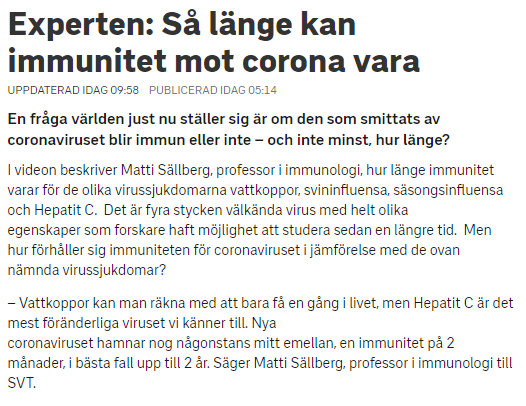 Experten: Så länge kan
immunitet mot corona vara
UPPDATERAD IDAG 09:58 PUBLICERAD IDAG 05:14
En fråga världen just nu ställer sig är om den som smittats av
coronaviruset blir immun eller inte – och inte minst, hur länge?
I videon beskriver Matti Sällberg, professor i immunologi, hur länge immunitet
varar för de olika virussjukdomarna vattkoppor, svininfluensa, säsongsinfluensa
och Hepatit C. Det är fyra stycken välkända virus med helt olika
egenskaper som forskare haft möjlighet att studera sedan en längre tid. Men
hur förhåller sig immuniteten för coronaviruset i jämförelse med de ovan
nämnda virussjukdomar?
– Vattkoppor kan man räkna med att bara få en gång i livet, men Hepatit C är det
mest föränderliga viruset vi känner till. Nya
coronaviruset hamnar nog någonstans mitt emellan, en immunitet på 2
månader, i bästa fall upp till 2 år. Säger Matti Sällberg, professor i immunologi till
SVT.